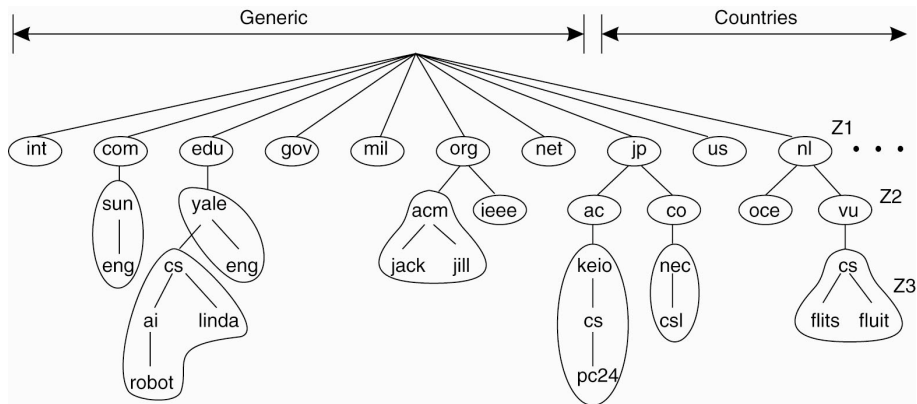 Generic Countries
int com edu gov mil org net jp us nl Z1 • • •
sun yale acm ieee ac co oce vu Z2
eng cs eng jack jill keio nec cs Z3
ai linda cs csl flits fluit
robot pc24